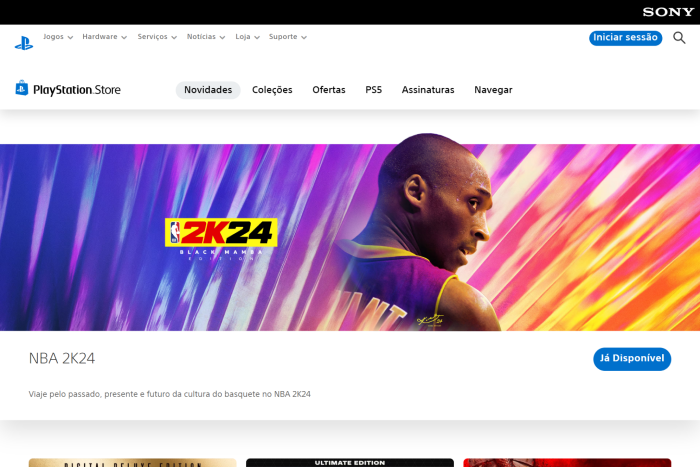 SONY
Jogos Hardware Serviços Notícias Loja Suporte Iniciar sessão
PlayStation.Store Novidades Coleções Ofertas PS5 Assinaturas Navegar
2K24
BLACK MAMBA
EDITION
NBA 2K24 Já Disponível
Viaje pelo passado, presente e futuro da cultura do basquete no NBA 2K24
DIGITAL DELUXE EDITION ULTIMATE EDITION